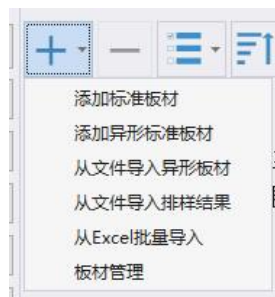 添加标准板材
添加异形标准板材
从文件导入异形板材
从文件导入排样结果
从Excel批量导入
板材管理